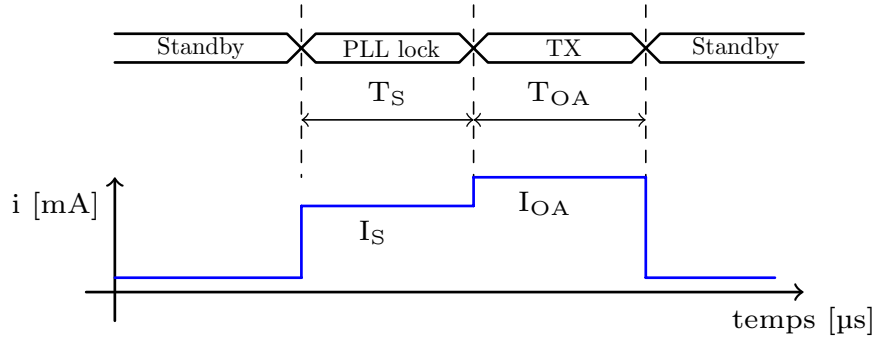 Standby PLL lock TX Standby
T_S T_OA
i [mA]
I_S I_OA
temps [µs]